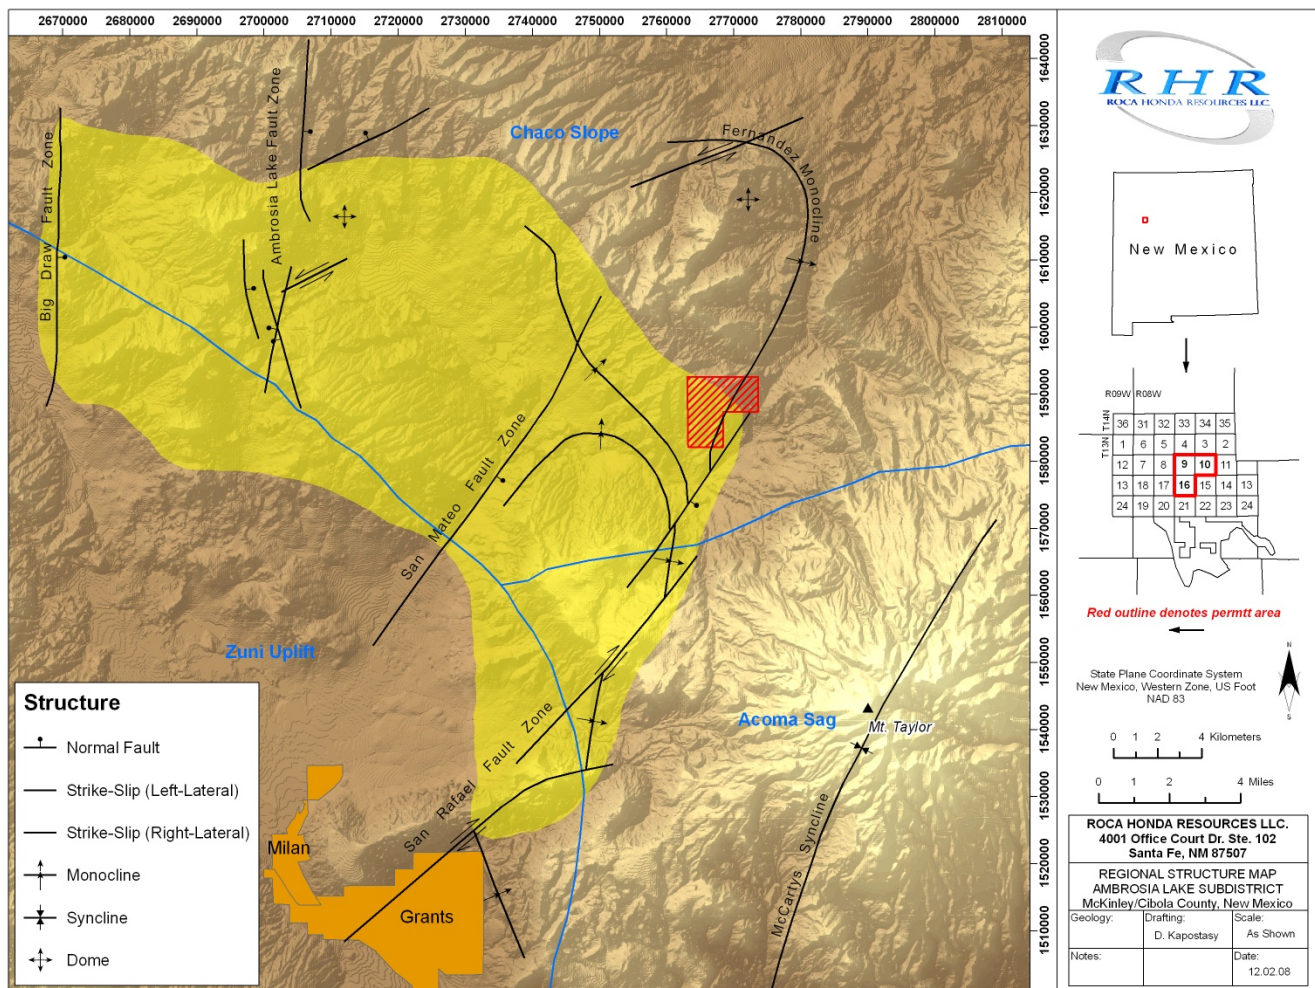 2670000 2680000 2690000 2700000 2710000 2720000 2730000 2740000 2750000 2760000 2770000 2780000 2790000 2800000 2810000
1640000
1630000
1620000
1610000
1600000
1590000
1580000
1570000
1560000
1550000
1540000
1530000
1520000
1510000
Big Draw Fault Zone
Ambrosia Lake Fault Zone
Chaco Slope
Fernandez Monocline
San Mateo Fault Zone
Zuni Uplift
San Rafael Fault Zone
Acoma Sag
Mt. Taylor
McCartys Syncline
Milan
Grants
Structure
Normal Fault
Strike-Slip (Left-Lateral)
Strike-Slip (Right-Lateral)
Monocline
Syncline
Dome
RHR
ROCA HONDA RESOURCES LLC.
New Mexico
R09W R08W
T14N
T13N
36 31 32 33 34 35
1 6 5 4 3 2
12 7 8 9 10 11
13 18 17 16 15 14 13
24 19 20 21 22 23 24
Red outline denotes permtt area
N
S
State Plane Coordinate System
New Mexico, Western Zone, US Foot
NAD 83
0 1 2 4 Kilometers
0 1 2 4 Miles
ROCA HONDA RESOURCES LLC.
4001 Office Court Dr. Ste. 102
Santa Fe, NM 87507
REGIONAL STRUCTURE MAP
AMBROSIA LAKE SUBDISTRICT
McKinley/Cibola County, New Mexico
Geology: Drafting: Scale:
D. Kapostasy As Shown
Notes: Date:
12.02.08